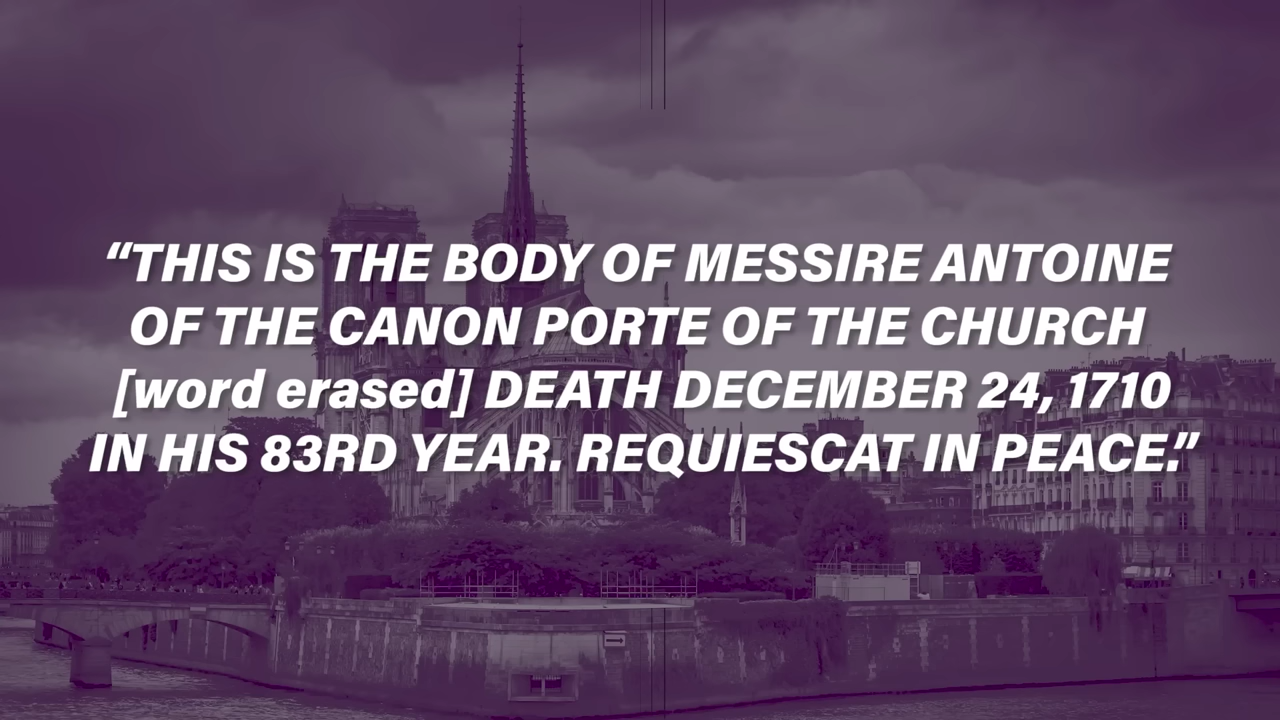 “THIS IS THE BODY OF MESSIRE ANTOINE
OF THE CANON PORTE OF THE CHURCH
[word erased] DEATH DECEMBER 24, 1710
IN HIS 83RD YEAR. REQUIESCAT IN PEACE.”